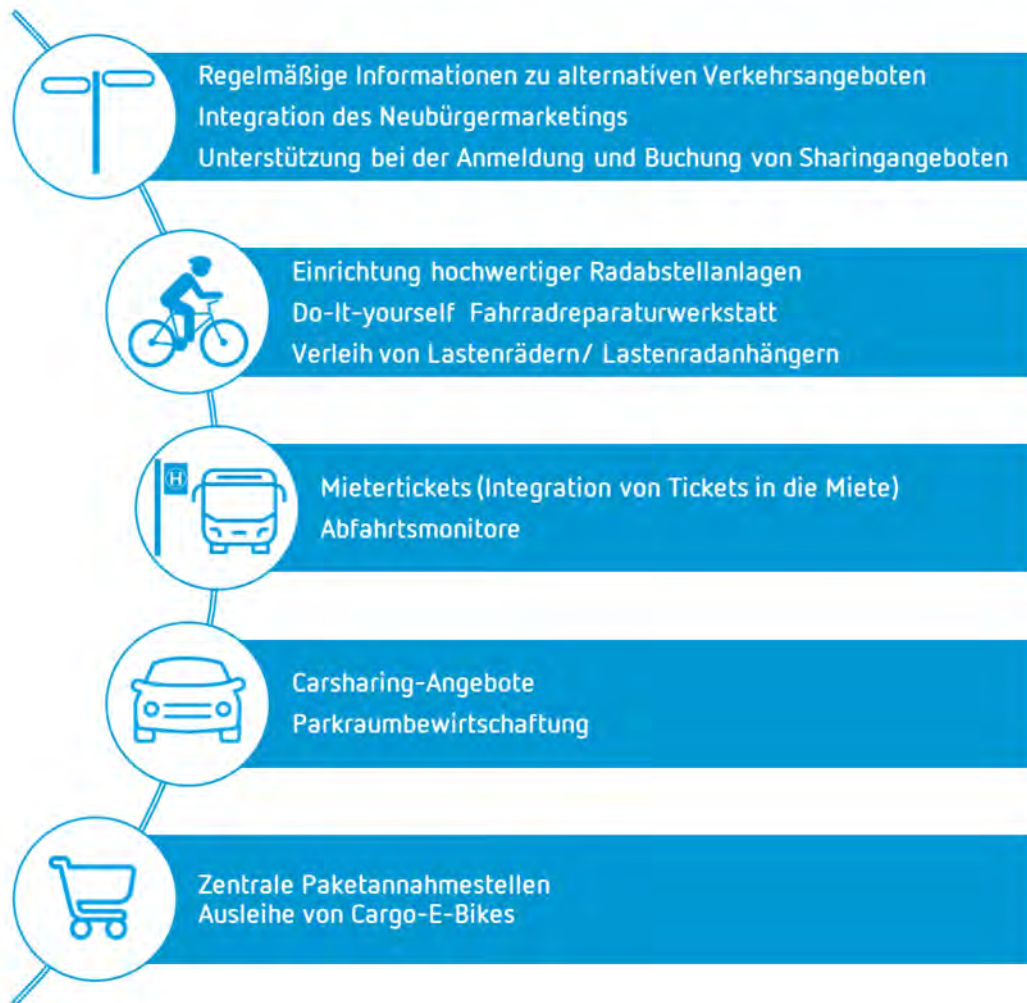 Regelmäßige Informationen zu alternativen Verkehrsangeboten
Integration des Neubürgermarketings
Unterstützung bei der Anmeldung und Buchung von Sharingangeboten
Einrichtung hochwertiger Radabstellanlagen
Do-It-yourself Fahrradreparaturwerkstatt
Verleih von Lastenrädern/ Lastenradanhängern
H
Mietertickets (Integration von Tickets in die Miete)
Abfahrtsmonitore
Carsharing-Angebote
Parkraumbewirtschaftung
Zentrale Paketannahmestellen
Ausleihe von Cargo-E-Bikes